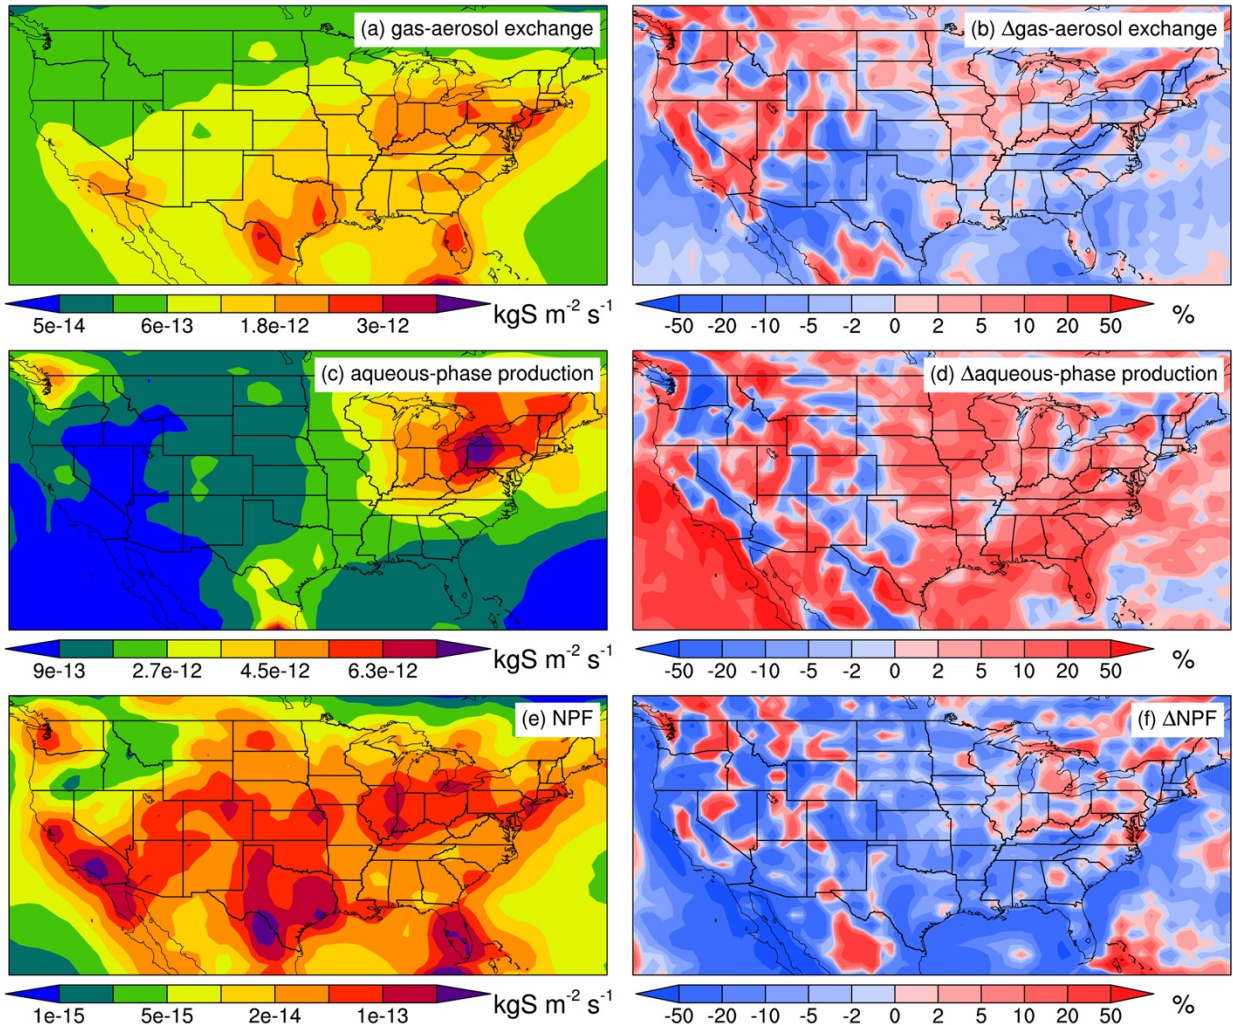 (a) gas-aerosol exchange
(b) Δgas-aerosol exchange
5e-14 6e-13 1.8e-12 3e-12 kgS m⁻² s⁻¹
-50 -20 -10 -5 -2 0 2 5 10 20 50 %
(c) aqueous-phase production
(d) Δaqueous-phase production
9e-13 2.7e-12 4.5e-12 6.3e-12 kgS m⁻² s⁻¹
-50 -20 -10 -5 -2 0 2 5 10 20 50 %
(e) NPF
(f) ΔNPF
1e-15 5e-15 2e-14 1e-13 kgS m⁻² s⁻¹
-50 -20 -10 -5 -2 0 2 5 10 20 50 %